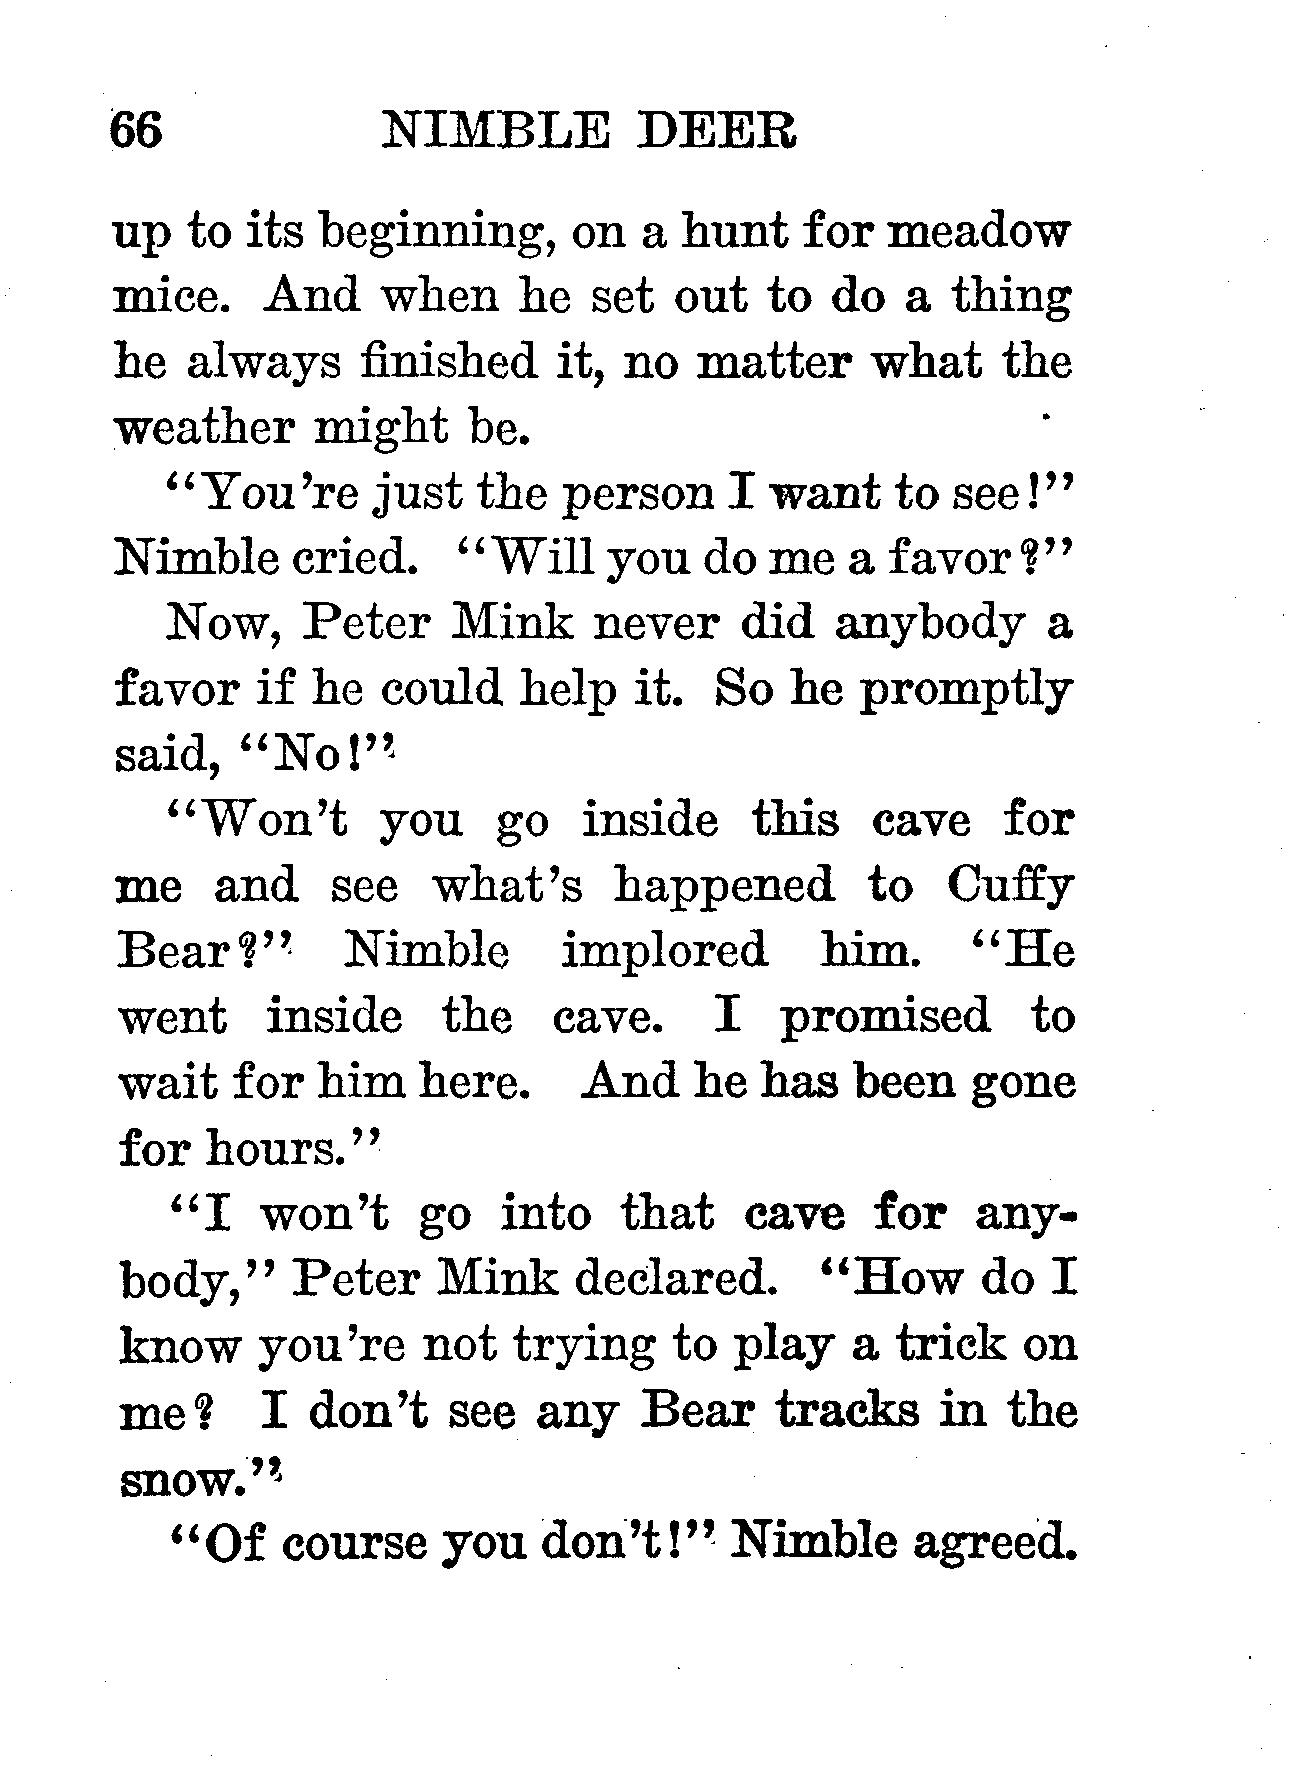 66 NIMBLE DEER
up to its beginning, on a hunt for meadow
mice. And when he set out to do a thing
he always finished it, no matter what the
weather might be.
"You're just the person I want to see!"
Nimble cried. "Will you do me a favor?"
Now, Peter Mink never did anybody a
favor if he could help it. So he promptly
said, "No!"
"Won't you go inside this cave for
me and see what's happened to Cuffy
Bear?" Nimble implored him. "He
went inside the cave. I promised to
wait for him here. And he has been gone
for hours."
"I won't go into that cave for any-
body," Peter Mink declared. "How do I
know you're not trying to play a trick on
me? I don't see any Bear tracks in the
snow."
"Of course you don't!" Nimble agreed.